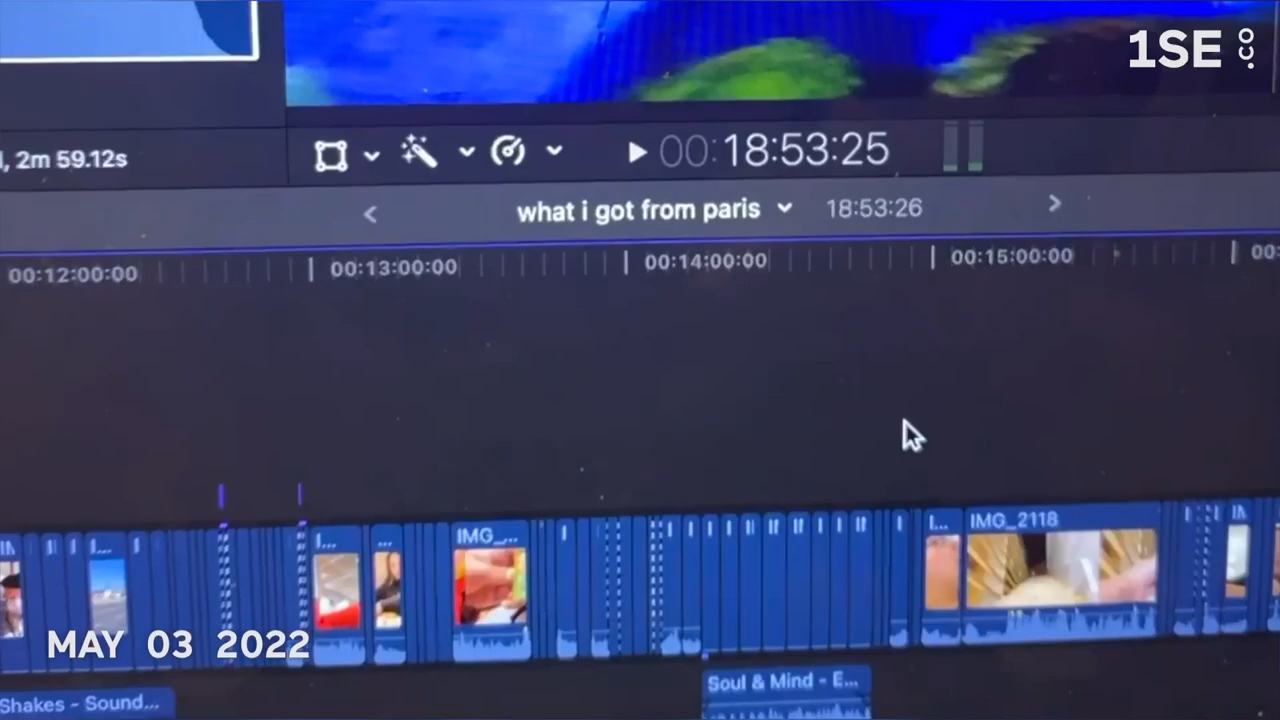 1SE
.co
, 2m 59.12s
00:18:53:25
what i got from paris
18:53:26
00:12:00:00
00:13:00:00
00:14:00:00
00:15:00:00
00:
I...
I...
...
IMG_...
I...
IMG_2118
MAY 03 2022
Shakes - Sound...
Soul & Mind - E...